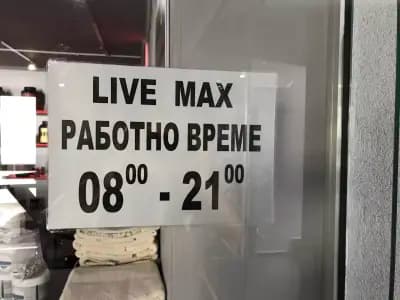 LIVE MAX
РАБОТНО ВРЕМЕ
08⁰⁰ - 21⁰⁰